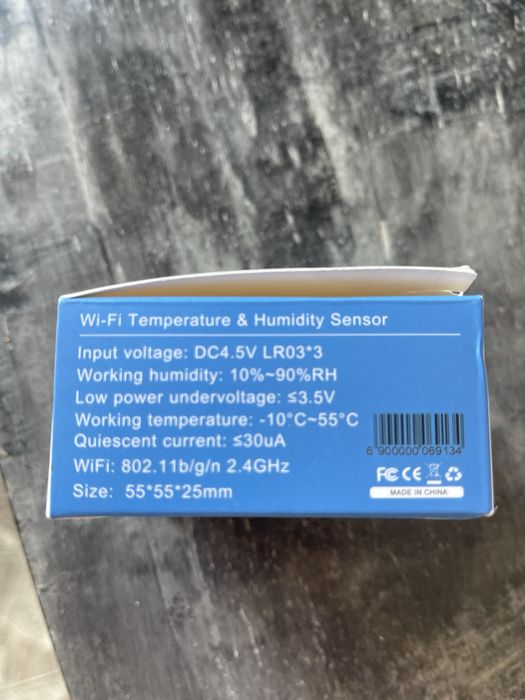 Wi-Fi Temperature & Humidity Sensor
Input voltage: DC4.5V LR03*3
Working humidity: 10%~90%RH
Low power undervoltage: ≤3.5V
Working temperature: -10°C~55°C
Quiescent current: ≤30uA
WiFi: 802.11b/g/n 2.4GHz
Size: 55*55*25mm
6 900000 069134
FC CE
MADE IN CHINA